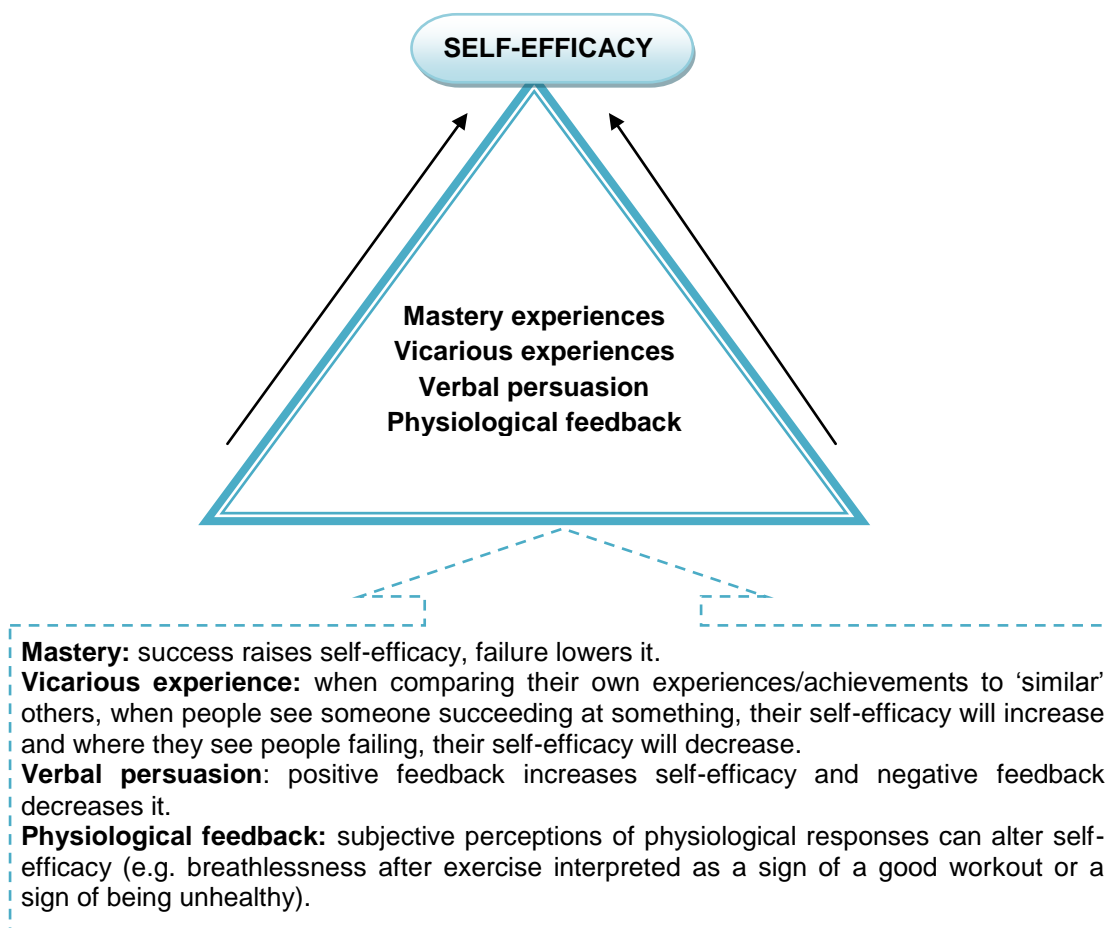 SELF-EFFICACY
Mastery experiences
Vicarious experiences
Verbal persuasion
Physiological feedback
Mastery: success raises self-efficacy, failure lowers it.
Vicarious experience: when comparing their own experiences/achievements to ‘similar’
others, when people see someone succeeding at something, their self-efficacy will increase
and where they see people failing, their self-efficacy will decrease.
Verbal persuasion: positive feedback increases self-efficacy and negative feedback
decreases it.
Physiological feedback: subjective perceptions of physiological responses can alter self-
efficacy (e.g. breathlessness after exercise interpreted as a sign of a good workout or a
sign of being unhealthy).